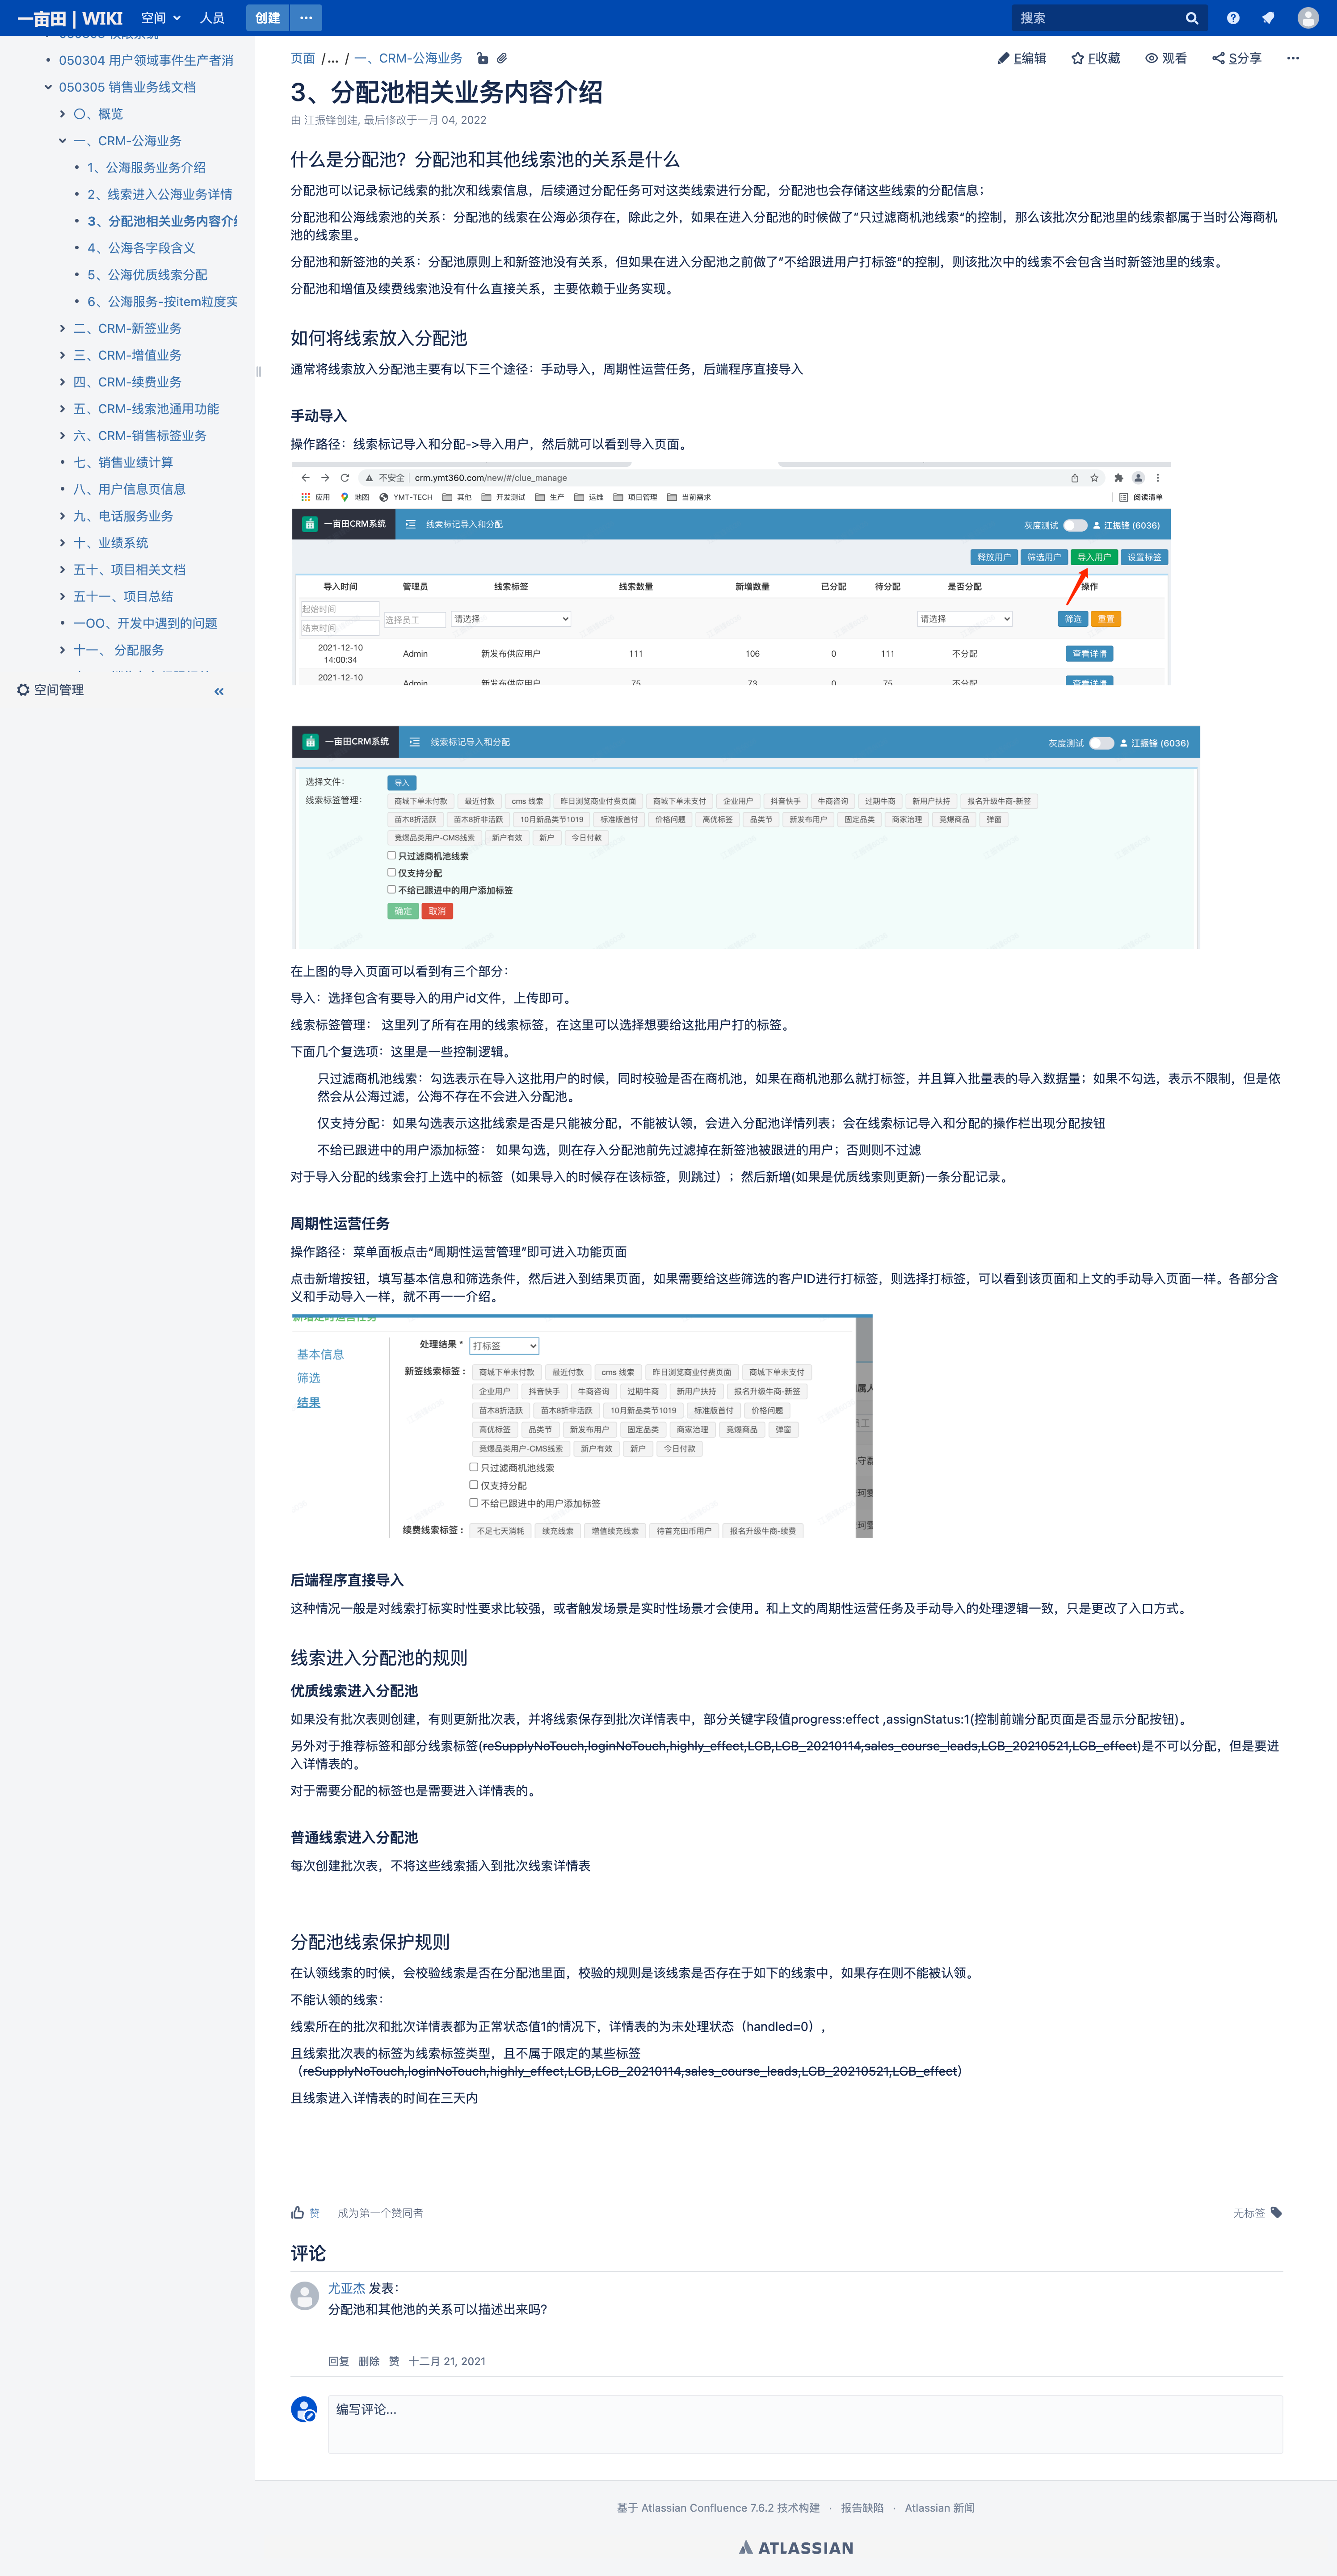 一亩田 | WIKI 空间 人员 创建 ··· 搜索
050304 用户领域事件生产者消
050305 销售业务线文档
〇、概览
一、CRM-公海业务
1、公海服务业务介绍
2、线索进入公海业务详情
3、分配池相关业务内容介绍
4、公海各字段含义
5、公海优质线索分配
6、公海服务-按item粒度实
二、CRM-新签业务
三、CRM-增值业务
四、CRM-续费业务
五、CRM-线索池通用功能
六、CRM-销售标签业务
七、销售业绩计算
八、用户信息页信息
九、电话服务业务
十、业绩系统
五十、项目相关文档
五十一、项目总结
一OO、开发中遇到的问题
十一、 分配服务
空间管理
页面 /... / 一、CRM-公海业务 E编辑 F收藏 观看 S分享 ···
3、分配池相关业务内容介绍
由 江振锋创建, 最后修改于一月 04, 2022
什么是分配池？分配池和其他线索池的关系是什么
分配池可以记录标记线索的批次和线索信息，后续通过分配任务可对这类线索进行分配，分配池也会存储这些线索的分配信息；
分配池和公海线索池的关系：分配池的线索在公海必须存在，除此之外，如果在进入分配池的时候做了”只过滤商机池线索“的控制，那么该批次分配池里的线索都属于当时公海商机
池的线索里。
分配池和新签池的关系：分配池原则上和新签池没有关系，但如果在进入分配池之前做了”不给跟进用户打标签“的控制，则该批次中的线索不会包含当时新签池里的线索。
分配池和增值及续费线索池没有什么直接关系，主要依赖于业务实现。
如何将线索放入分配池
通常将线索放入分配池主要有以下三个途径：手动导入，周期性运营任务，后端程序直接导入
手动导入
操作路径：线索标记导入和分配->导入用户，然后就可以看到导入页面。
不安全 | crm.ymt360.com/new/#/clue_manage
应用 地图 YMT-TECH 其他 开发测试 生产 运维 项目管理 当前需求 阅读清单
一亩田CRM系统 线索标记导入和分配 灰度测试 江振锋 (6036)
释放用户 筛选用户 导入用户 设置标签
导入时间 管理员 线索标签 线索数量 新增数量 已分配 待分配 是否分配 操作
起始时间
结束时间 选择员工 请选择 请选择 筛选 重置
2021-12-10
14:00:34 Admin 新发布供应用户 111 106 0 111 不分配 查看详情
2021-12-10 Admin 新发布供应用户 75 73 0 75 不分配 查看详情
一亩田CRM系统 线索标记导入和分配 灰度测试 江振锋 (6036)
选择文件： 导入
线索标签管理： 商城下单未付款 最近付款 cms 线索 昨日浏览商业付费页面 商城下单未支付 企业用户 抖音快手 牛商咨询 过期牛商 新用户扶持 报名升级牛商-新签
苗木8折活跃 苗木8折非活跃 10月新品类节1019 标准版首付 价格问题 高优标签 品类节 新发布用户 固定品类 商家治理 竞爆商品 弹窗
竞爆品类用户-CMS线索 新户有效 新户 今日付款
只过滤商机池线索
仅支持分配
不给已跟进中的用户添加标签
确定 取消
在上图的导入页面可以看到有三个部分：
导入：选择包含有要导入的用户id文件，上传即可。
线索标签管理： 这里列了所有在用的线索标签，在这里可以选择想要给这批用户打的标签。
下面几个复选项：这里是一些控制逻辑。
只过滤商机池线索：勾选表示在导入这批用户的时候，同时校验是否在商机池，如果在商机池那么就打标签，并且算入批量表的导入数据量；如果不勾选，表示不限制，但是依
然会从公海过滤，公海不存在不会进入分配池。
仅支持分配：如果勾选表示这批线索是否是只能被分配，不能被认领，会进入分配池详情列表；会在线索标记导入和分配的操作栏出现分配按钮
不给已跟进中的用户添加标签： 如果勾选，则在存入分配池前先过滤掉在新签池被跟进的用户；否则则不过滤
对于导入分配的线索会打上选中的标签（如果导入的时候存在该标签，则跳过）；然后新增(如果是优质线索则更新)一条分配记录。
周期性运营任务
操作路径：菜单面板点击“周期性运营管理”即可进入功能页面
点击新增按钮，填写基本信息和筛选条件，然后进入到结果页面，如果需要给这些筛选的客户ID进行打标签，则选择打标签，可以看到该页面和上文的手动导入页面一样。各部分含
义和手动导入一样，就不再一一介绍。
基本信息
筛选
结果
处理结果 * 打标签
新签线索标签： 商城下单未付款 最近付款 cms 线索 昨日浏览商业付费页面 商城下单未支付
企业用户 抖音快手 牛商咨询 过期牛商 新用户扶持 报名升级牛商-新签
苗木8折活跃 苗木8折非活跃 10月新品类节1019 标准版首付 价格问题
高优标签 品类节 新发布用户 固定品类 商家治理 竞爆商品 弹窗
竞爆品类用户-CMS线索 新户有效 新户 今日付款
只过滤商机池线索
仅支持分配
不给已跟进中的用户添加标签
续费线索标签： 不足七天消耗 续充线索 增值续充线索 待首充田币用户 报名升级牛商-续费
后端程序直接导入
这种情况一般是对线索打标实时性要求比较强，或者触发场景是实时性场景才会使用。和上文的周期性运营任务及手动导入的处理逻辑一致，只是更改了入口方式。
线索进入分配池的规则
优质线索进入分配池
如果没有批次表则创建，有则更新批次表，并将线索保存到批次详情表中，部分关键字段值progress:effect ,assignStatus:1(控制前端分配页面是否显示分配按钮)。
另外对于推荐标签和部分线索标签(reSupplyNoTouch,loginNoTouch,highly_effect,LGB,LGB_20210114,sales_course_leads,LGB_20210521,LGB_effect)是不可以分配，但是要进
入详情表的。
对于需要分配的标签也是需要进入详情表的。
普通线索进入分配池
每次创建批次表，不将这些线索插入到批次线索详情表
分配池线索保护规则
在认领线索的时候，会校验线索是否在分配池里面，校验的规则是该线索是否存在于如下的线索中，如果存在则不能被认领。
不能认领的线索：
线索所在的批次和批次详情表都为正常状态值1的情况下，详情表的为未处理状态（handled=0），
且线索批次表的标签为线索标签类型，且不属于限定的某些标签
（reSupplyNoTouch,loginNoTouch,highly_effect,LGB,LGB_20210114,sales_course_leads,LGB_20210521,LGB_effect）
且线索进入详情表的时间在三天内
赞 成为第一个赞同者 无标签
评论
尤亚杰 发表：
分配池和其他池的关系可以描述出来吗?
回复 删除 赞 十二月 21, 2021
编写评论...
基于 Atlassian Confluence 7.6.2 技术构建 · 报告缺陷 · Atlassian 新闻
ATLASSIAN